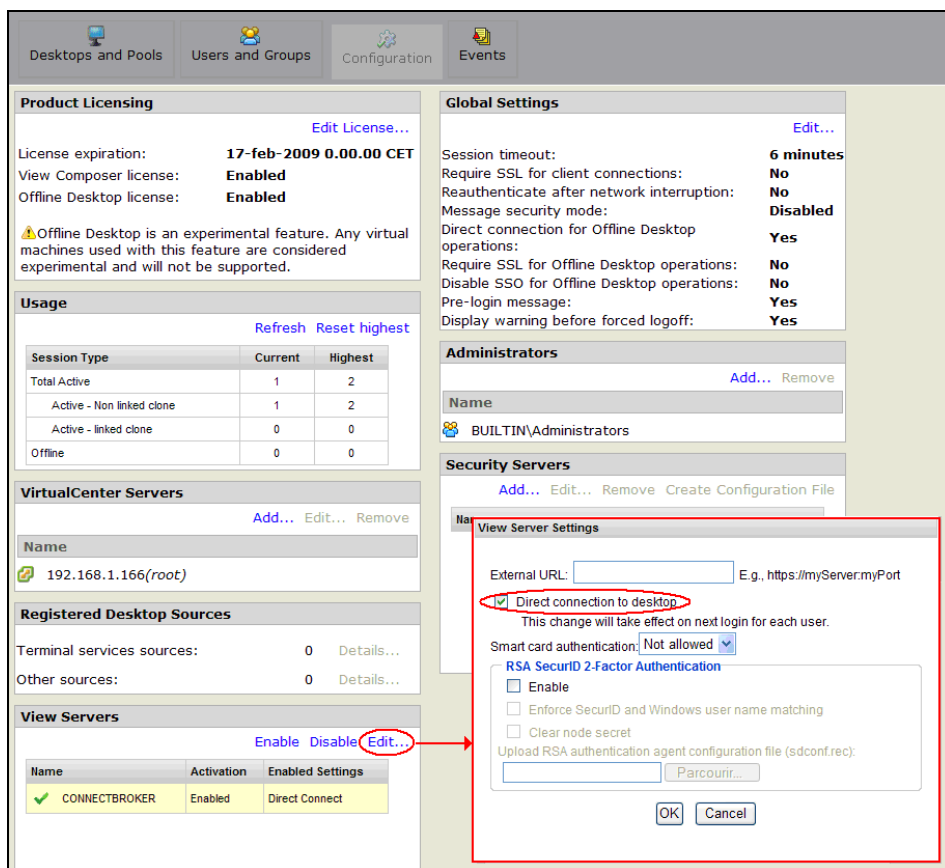 Desktops and Pools
Users and Groups
Configuration
Events
Product Licensing
Edit License...
License expiration: 17-feb-2009 0.00.00 CET
View Composer license: Enabled
Offline Desktop license: Enabled
Offline Desktop is an experimental feature. Any virtual
machines used with this feature are considered
experimental and will not be supported.
Usage
Refresh Reset highest
Session Type Current Highest
Total Active 1 2
Active - Non linked clone 1 2
Active - linked clone 0 0
Offline 0 0
VirtualCenter Servers
Add... Edit... Remove
Name
192.168.1.166(root)
Registered Desktop Sources
Terminal services sources: 0 Details...
Other sources: 0 Details...
View Servers
Enable Disable Edit...
Name Activation Enabled Settings
CONNECTBROKER Enabled Direct Connect
Global Settings
Edit...
Session timeout: 6 minutes
Require SSL for client connections: No
Reauthenticate after network interruption: No
Message security mode: Disabled
Direct connection for Offline Desktop
operations: Yes
Require SSL for Offline Desktop operations: No
Disable SSO for Offline Desktop operations: No
Pre-login message: Yes
Display warning before forced logoff: Yes
Administrators
Add... Remove
Name
BUILTIN\Administrators
Security Servers
Add... Edit... Remove Create Configuration File
View Server Settings
External URL: E.g., https://myServer:myPort
Direct connection to desktop
This change will take effect on next login for each user.
Smart card authentication: Not allowed
RSA SecurID 2-Factor Authentication
Enable
Enforce SecurID and Windows user name matching
Clear node secret
Upload RSA authentication agent configuration file (sdconf.rec):
Parcourir...
OK Cancel